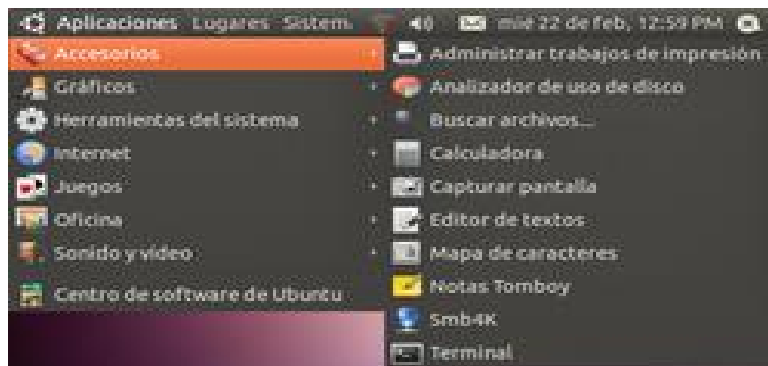 Aplicaciones Lugares Sistem
mié 22 de feb, 12:59 PM
Accesorios
Gráficos
Herramientas del sistema
Internet
Juegos
Oficina
Sonido y vídeo
Centro de software de Ubuntu
Administrar trabajos de impresión
Analizador de uso de disco
Buscar archivos...
Calculadora
Capturar pantalla
Editor de textos
Mapa de caracteres
Notas Tomboy
Smb4K
Terminal